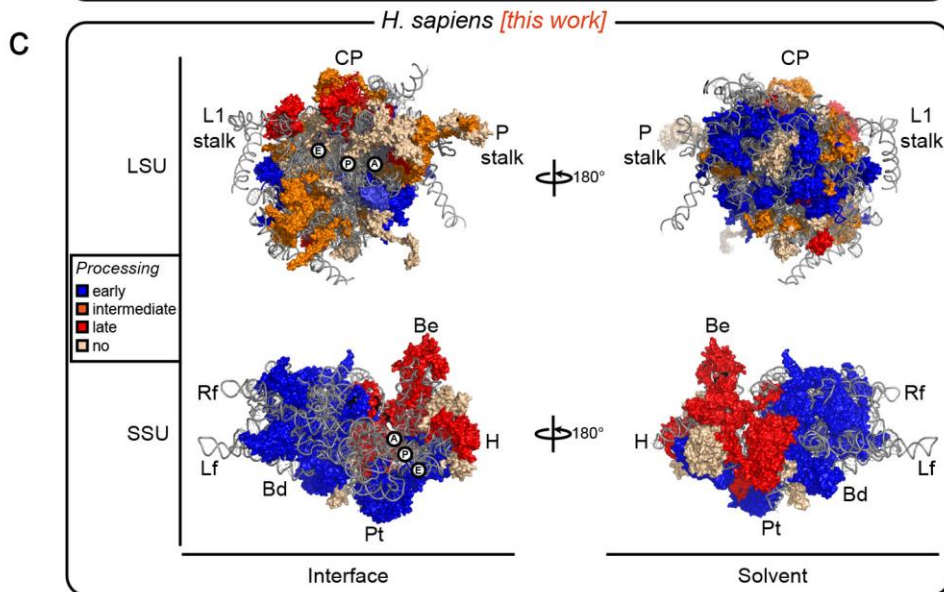 C
H. sapiens [this work]
CP
L1
stalk
P
stalk
E
P
A
LSU
180°
CP
P
stalk
L1
stalk
Processing
early
intermediate
late
no
Be
Rf
Lf
Bd
Pt
H
A
P
E
SSU
180°
Be
H
Rf
Lf
Bd
Pt
Interface
Solvent